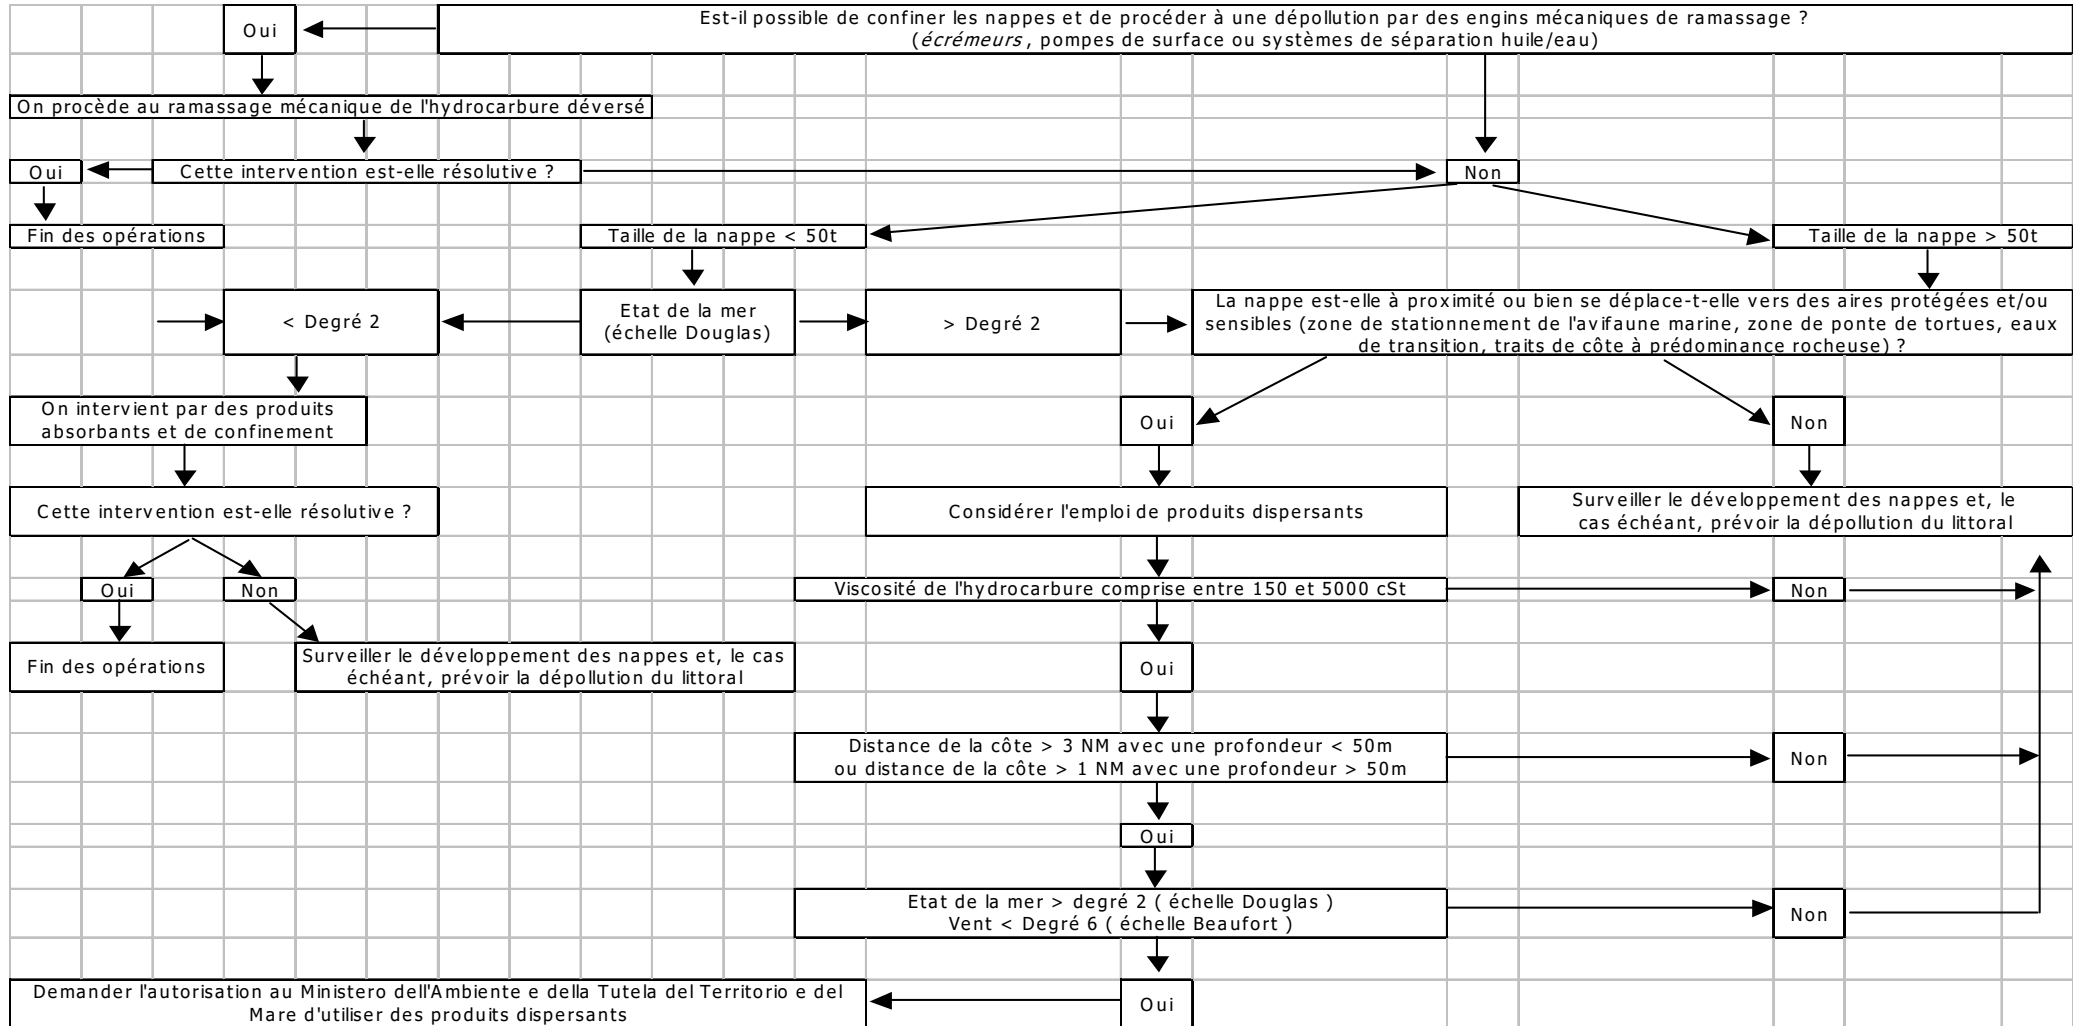 Est-il possible de confiner les nappes et de procéder à une dépollution par des engins mécaniques de ramassage ?
(écrémeurs, pompes de surface ou systèmes de séparation huile/eau)
Oui
On procède au ramassage mécanique de l'hydrocarbure déversé
Oui
Cette intervention est-elle résolutive ?
Non
Fin des opérations
Taille de la nappe < 50t
Taille de la nappe > 50t
< Degré 2
Etat de la mer
(échelle Douglas)
> Degré 2
La nappe est-elle à proximité ou bien se déplace-t-elle vers des aires protégées et/ou
sensibles (zone de stationnement de l'avifaune marine, zone de ponte de tortues, eaux
de transition, traits de côte à prédominance rocheuse) ?
On intervient par des produits
absorbants et de confinement
Oui
Non
Cette intervention est-elle résolutive ?
Considérer l'emploi de produits dispersants
Surveiller le développement des nappes et, le
cas échéant, prévoir la dépollution du littoral
Oui
Non
Viscosité de l'hydrocarbure comprise entre 150 et 5000 cSt
Non
Fin des opérations
Surveiller le développement des nappes et, le cas
échéant, prévoir la dépollution du littoral
Oui
Distance de la côte > 3 NM avec une profondeur < 50m
ou distance de la côte > 1 NM avec une profondeur > 50m
Non
Oui
Etat de la mer > degré 2 ( échelle Douglas )
Vent < Degré 6 ( échelle Beaufort )
Non
Demander l'autorisation au Ministero dell'Ambiente e della Tutela del Territorio e del
Mare d'utiliser des produits dispersants
Oui